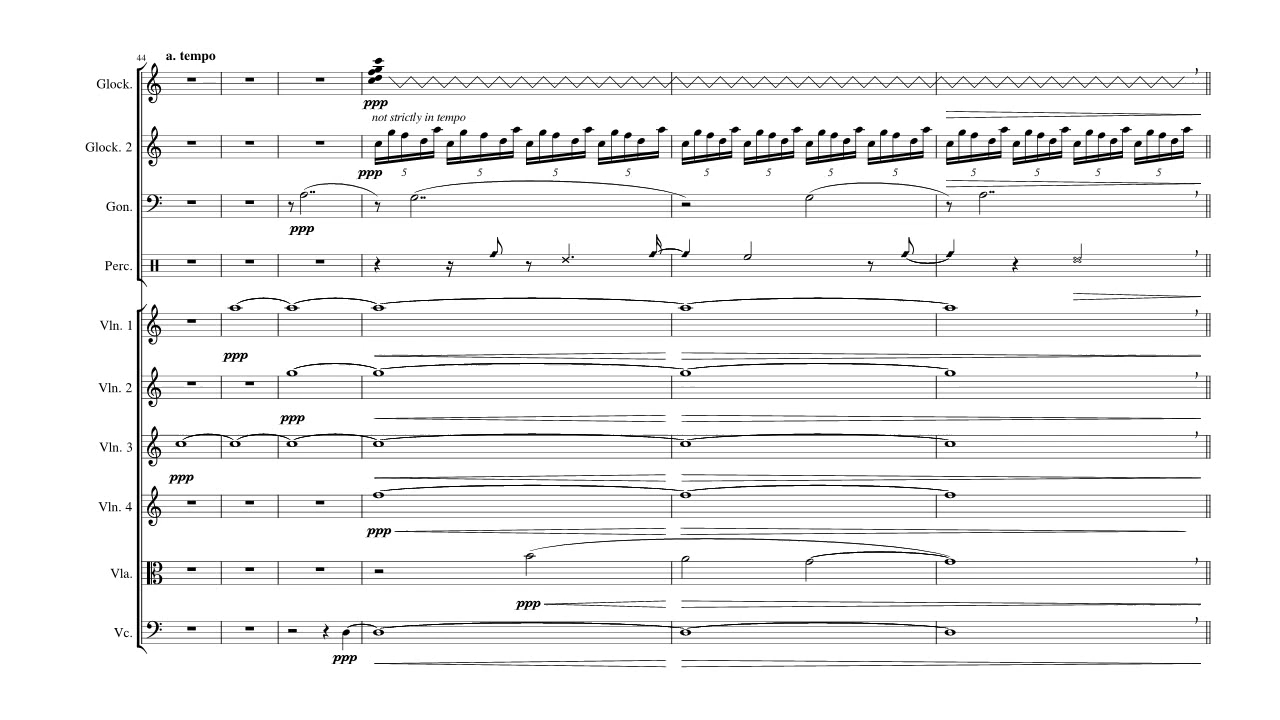 44 a. tempo
Glock.
ppp
not strictly in tempo
Glock. 2
ppp 5 5 5 5 5 5 5 5 5 5 5 5
Gon.
ppp
Perc.
Vln. 1
ppp
Vln. 2
ppp
Vln. 3
ppp
Vln. 4
ppp
Vla.
ppp
Vc.
ppp